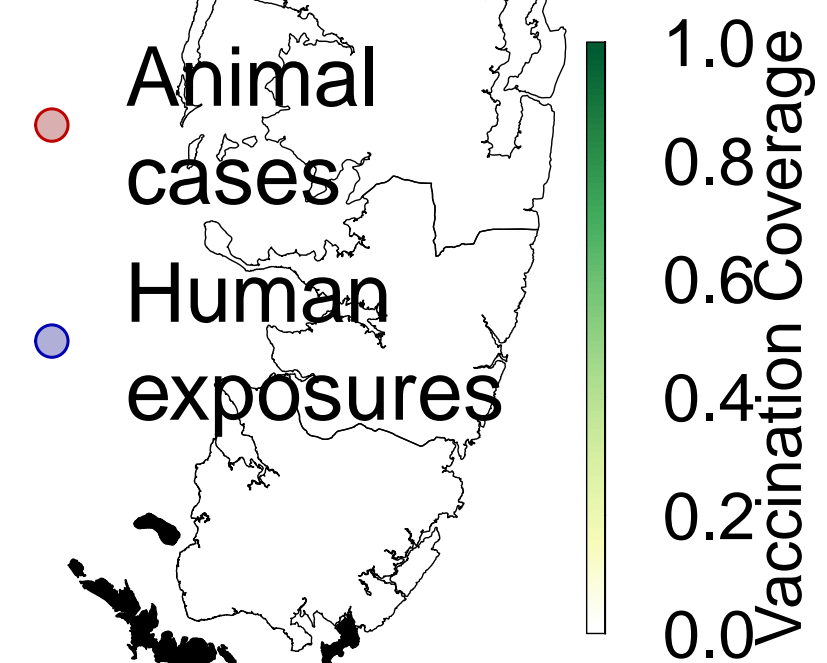 Animal
cases
Human
exposures
1.0
0.8
0.6
0.4
0.2
0.0
Vaccination Coverage